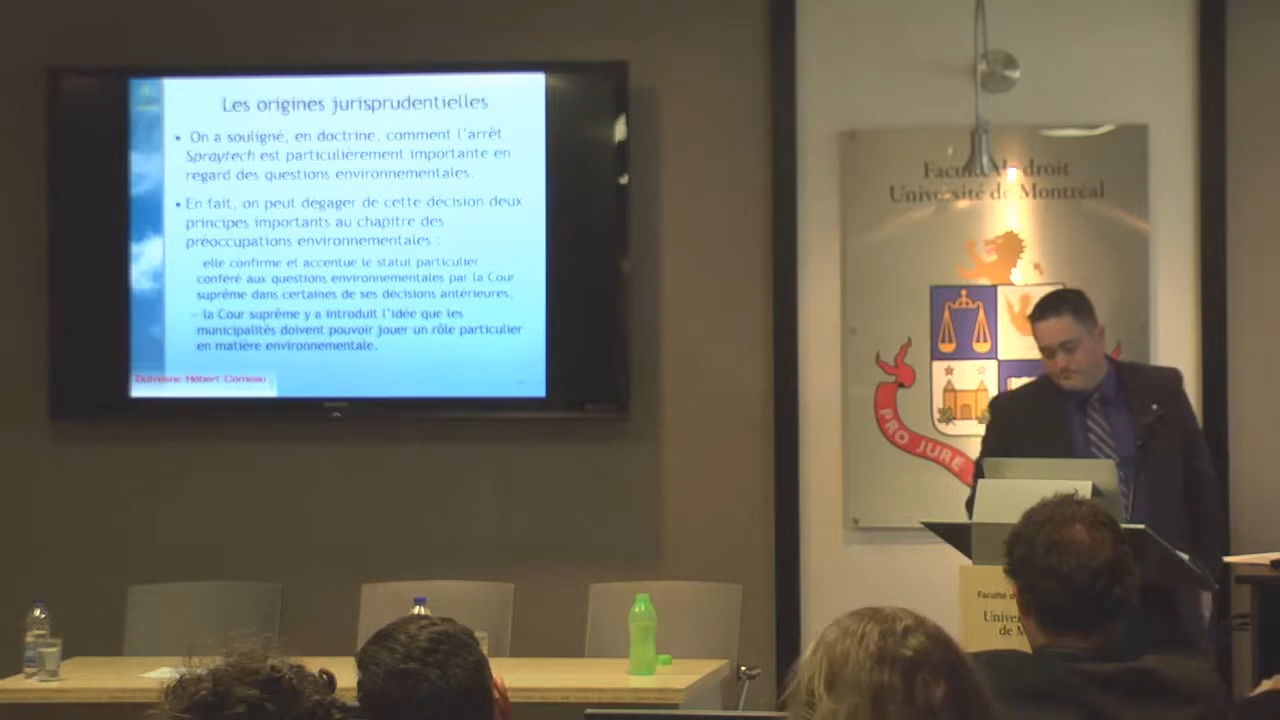 Les origines jurisprudentielles
• On a souligné, en doctrine, comment l'arrêt
Spraytech est particulièrement importante en
regard des questions environnementales.
• En fait, on peut dégager de cette décision deux
principes importants au chapitre des
préoccupations environnementales :
elle confirme et accentue le statut particulier
conféré aux questions environnementales par la Cour
suprême dans certaines de ses décisions antérieures;
– la Cour suprême y a introduit l'idée que les
municipalités doivent pouvoir jouer un rôle particulier
en matière environnementale.
Dufresne Hébert Comeau
Faculté de droit
Université de Montréal
PRO JURE
Faculté d
Unive
de M